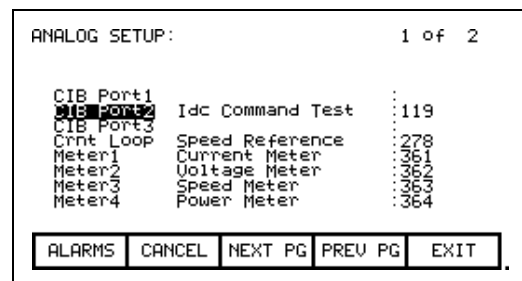 ANALOG SETUP: 1 of 2
CIB Port1 :
CIB Port2 Idc Command Test :119
CIB Port3 :
Crnt Loop Speed Reference :278
Meter1 Current Meter :361
Meter2 Voltage Meter :362
Meter3 Speed Meter :363
Meter4 Power Meter :364
ALARMS CANCEL NEXT PG PREV PG EXIT
.